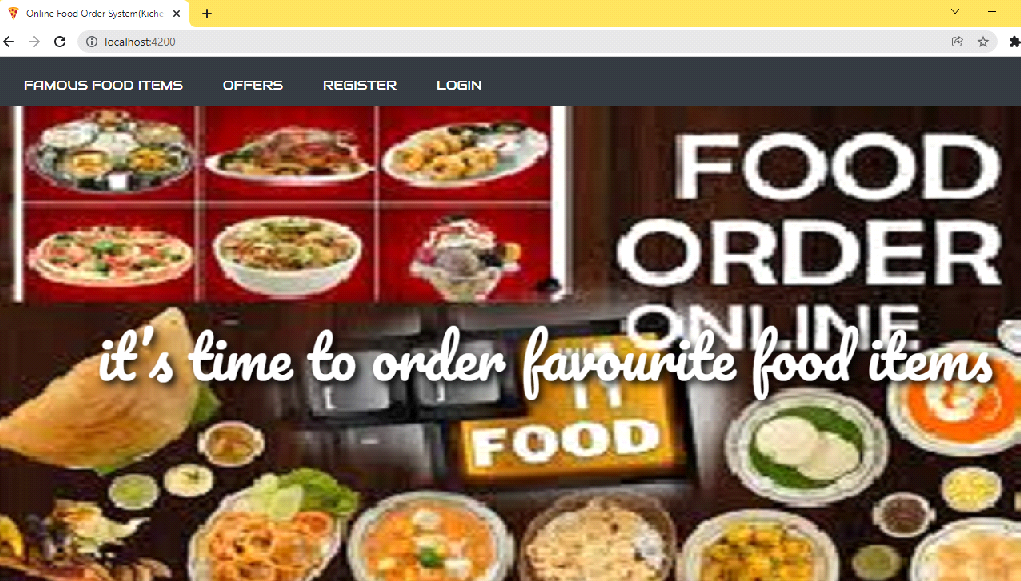 Online Food Order System(Kiche
localhost:4200
FAMOUS FOOD ITEMS OFFERS REGISTER LOGIN
FOOD
ORDER
ONLINE
it's time to order favourite food items
FOOD